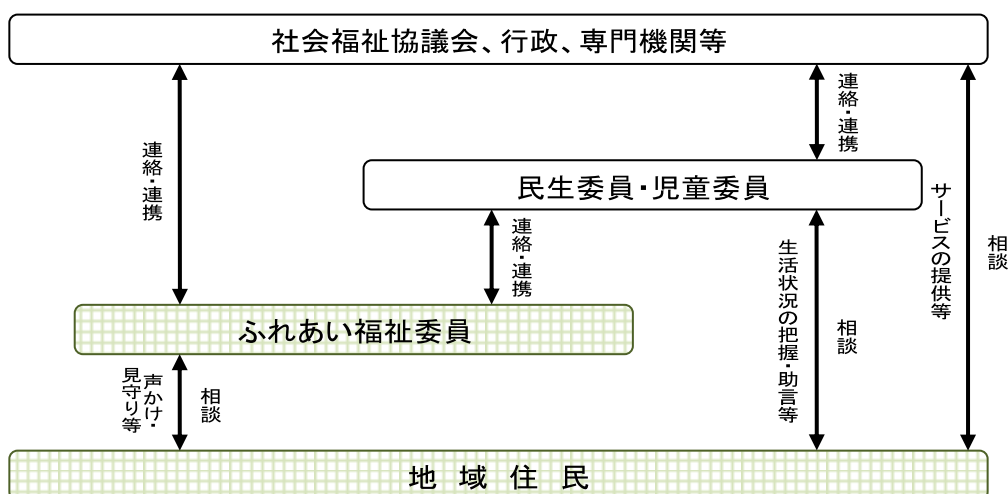 社会福祉協議会、行政、専門機関等
連絡・連携
連絡・連携
民生委員・児童委員
連絡・連携
サービスの提供等
相談
生活状況の把握・助言等
相談
ふれあい福祉委員
声かけ・
見守り等
相談
地域住民